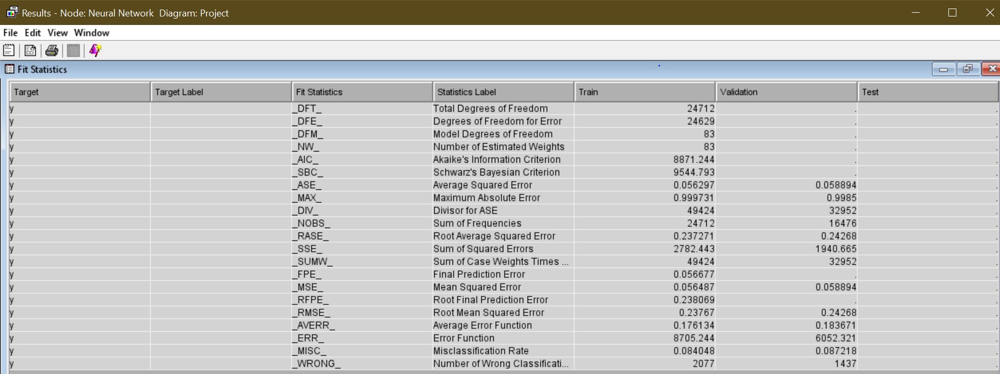 Results - Node: Neural Network Diagram: Project
File Edit View Window
Fit Statistics
Target Target Label Fit Statistics Statistics Label Train Validation Test
y _DFT_ Total Degrees of Freedom 24712 . .
y _DFE_ Degrees of Freedom for Error 24629 . .
y _DFM_ Model Degrees of Freedom 83 . .
y _NW_ Number of Estimated Weights 83 . .
y _AIC_ Akaike's Information Criterion 8871.244 . .
y _SBC_ Schwarz's Bayesian Criterion 9544.793 . .
y _ASE_ Average Squared Error 0.056297 0.058894 .
y _MAX_ Maximum Absolute Error 0.999731 0.9985 .
y _DIV_ Divisor for ASE 49424 32952 .
y _NOBS_ Sum of Frequencies 24712 16476 .
y _RASE_ Root Average Squared Error 0.237271 0.24268 .
y _SSE_ Sum of Squared Errors 2782.443 1940.665 .
y _SUMW_ Sum of Case Weights Times ... 49424 32952 .
y _FPE_ Final Prediction Error 0.056677 . .
y _MSE_ Mean Squared Error 0.056487 0.058894 .
y _RFPE_ Root Final Prediction Error 0.238069 . .
y _RMSE_ Root Mean Squared Error 0.23767 0.24268 .
y _AVERR_ Average Error Function 0.176134 0.183671 .
y _ERR_ Error Function 8705.244 6052.321 .
y _MISC_ Misclassification Rate 0.084048 0.087218 .
y _WRONG_ Number of Wrong Classificati... 2077 1437 .